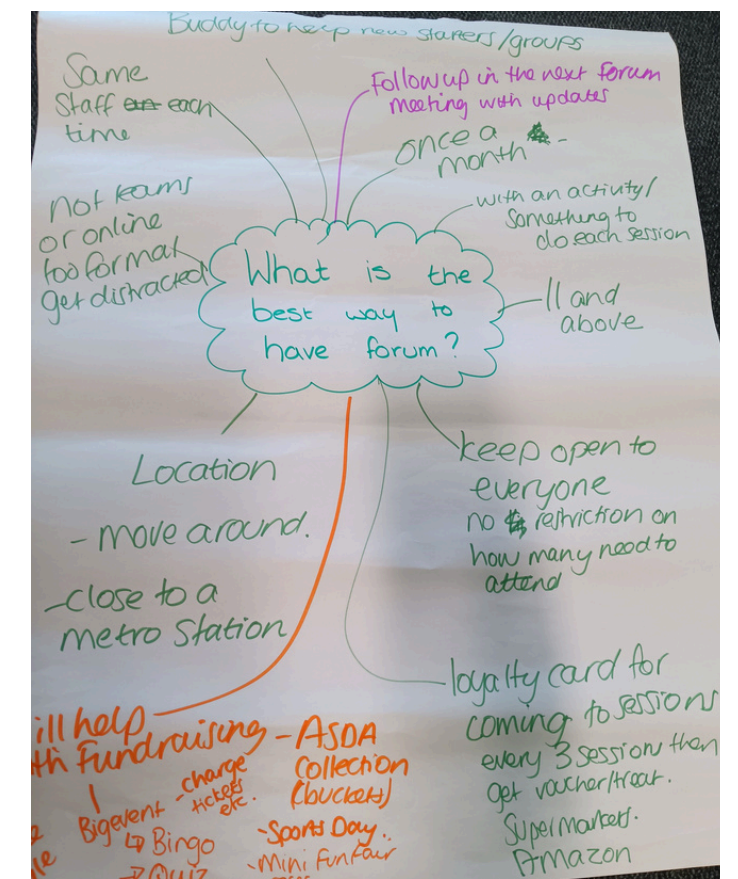 Buddy to help new starters/groups
Same
Staff each
time
Follow up in the next forum
meeting with updates
once a
month -
with an activity/
something to
do each session
Not teams
or online
too formal
get distracted
What is the
best way to
have forum?
11 and
above
Location
- move around.
- close to a
metro station
keep open to
everyone
no restriction on
how many need to
attend
loyalty card for
coming to sessions
every 3 session then
get voucher/treat.
Supermarkets.
Amazon
ill help
th fundraising
- ASDA
Collection
(buckets)
- Sports Day.
- Mini Fun Fair
Big event - charge
tickets
etc.
↳ Bingo
→ Quiz